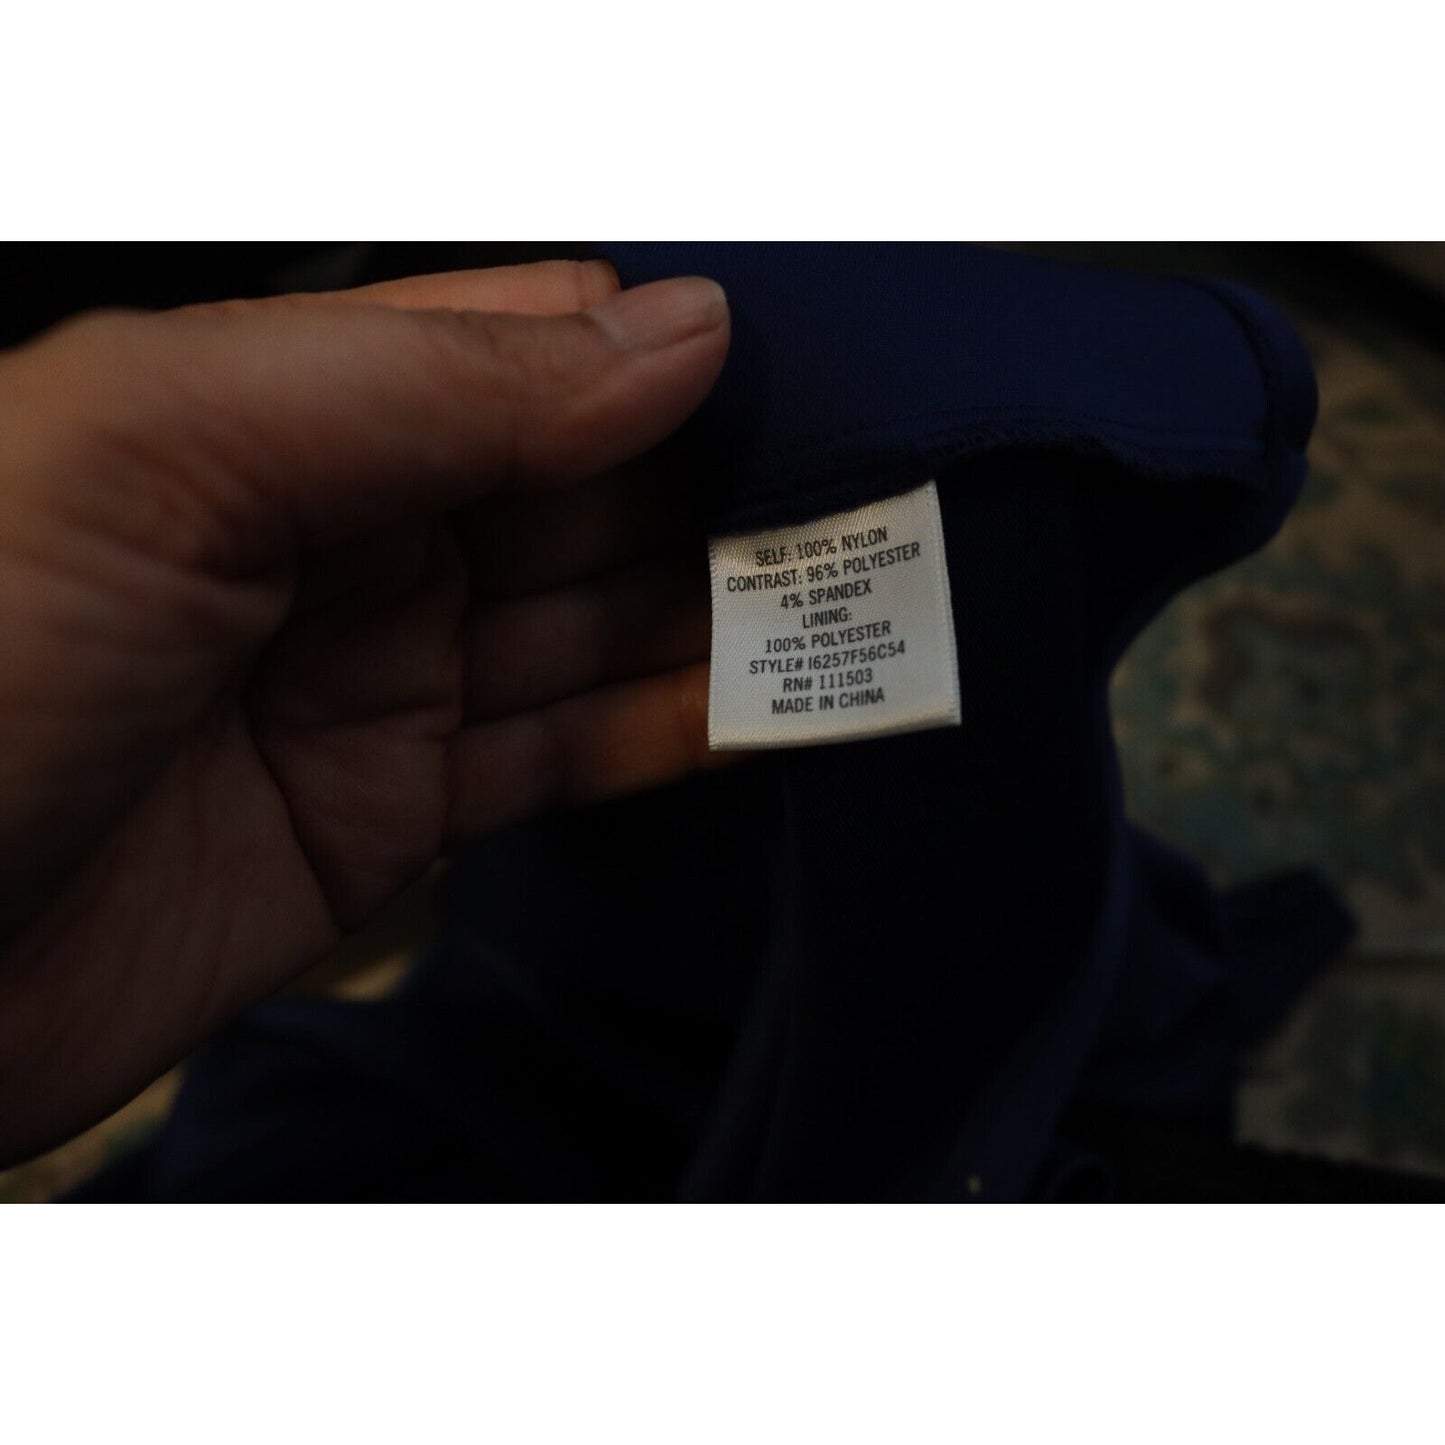 SELF: 100% NYLON
CONTRAST: 96% POLYESTER
4% SPANDEX
LINING:
100% POLYESTER
STYLE# I6257F56C54
RN# 111503
MADE IN CHINA